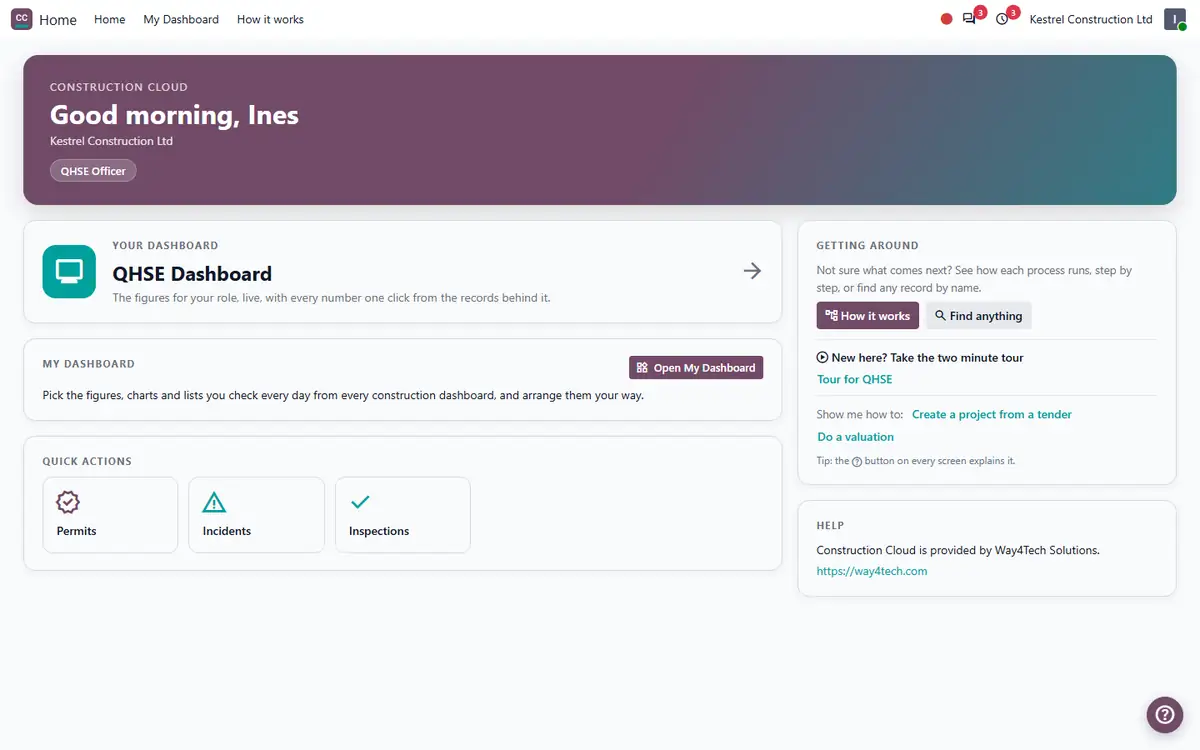 CC Home Home My Dashboard How it works 3 3 Kestrel Construction Ltd I
CONSTRUCTION CLOUD
Good morning, Ines
Kestrel Construction Ltd
QHSE Officer
YOUR DASHBOARD
QHSE Dashboard
The figures for your role, live, with every number one click from the records behind it.
MY DASHBOARD
Open My Dashboard
Pick the figures, charts and lists you check every day from every construction dashboard, and arrange them your way.
QUICK ACTIONS
Permits Incidents Inspections
GETTING AROUND
Not sure what comes next? See how each process runs, step by
step, or find any record by name.
How it works Find anything
New here? Take the two minute tour
Tour for QHSE
Show me how to: Create a project from a tender
Do a valuation
Tip: the ? button on every screen explains it.
HELP
Construction Cloud is provided by Way4Tech Solutions.
https://way4tech.com
?